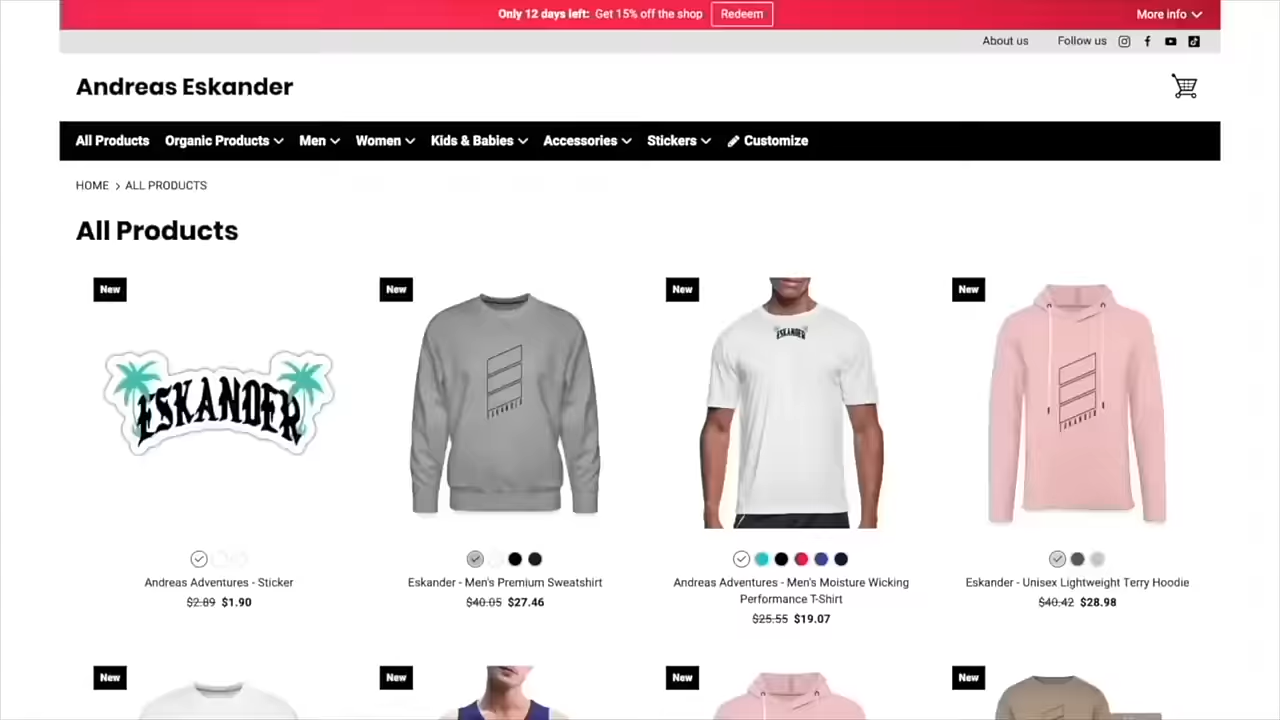 Only 12 days left: Get 15% off the shop Redeem
More info
About us Follow us
Andreas Eskander
All Products Organic Products Men Women Kids & Babies Accessories Stickers Customize
HOME > ALL PRODUCTS
All Products
New New New New
ESKANDER
ESKANDER
ESKANDER
ESKANDER
Andreas Adventures - Sticker
$2.89 $1.90
Eskander - Men's Premium Sweatshirt
$40.05 $27.46
Andreas Adventures - Men's Moisture Wicking
Performance T-Shirt
$25.55 $19.07
Eskander - Unisex Lightweight Terry Hoodie
$40.42 $28.98
New New New New